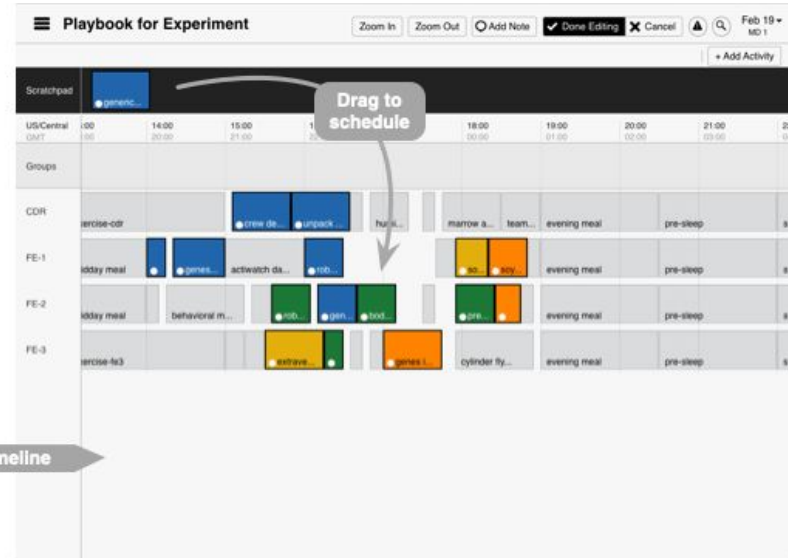 Playbook for Experiment
Zoom In
Zoom Out
Add Note
Done Editing
Cancel
Feb 19
MD 1
+ Add Activity
Scratchpad
generic...
Drag to
schedule
US/Central :00 14:00 15:00 18:00 19:00 20:00 21:00
GMT 20:00 21:00 00:00 01:00 02:00 03:00
Groups
CDR
ercise-cdr crew de... unpack ... marrow a... team... evening meal pre-sleep s
FE-1
idday meal genes... actiwatch da... rob... so... soy... evening meal pre-sleep s
FE-2
idday meal behavioral m... rob... gen... bod... pre... evening meal pre-sleep s
FE-3
ercise-fe3 extrave... genes i... cylinder fly... evening meal pre-sleep s
meline